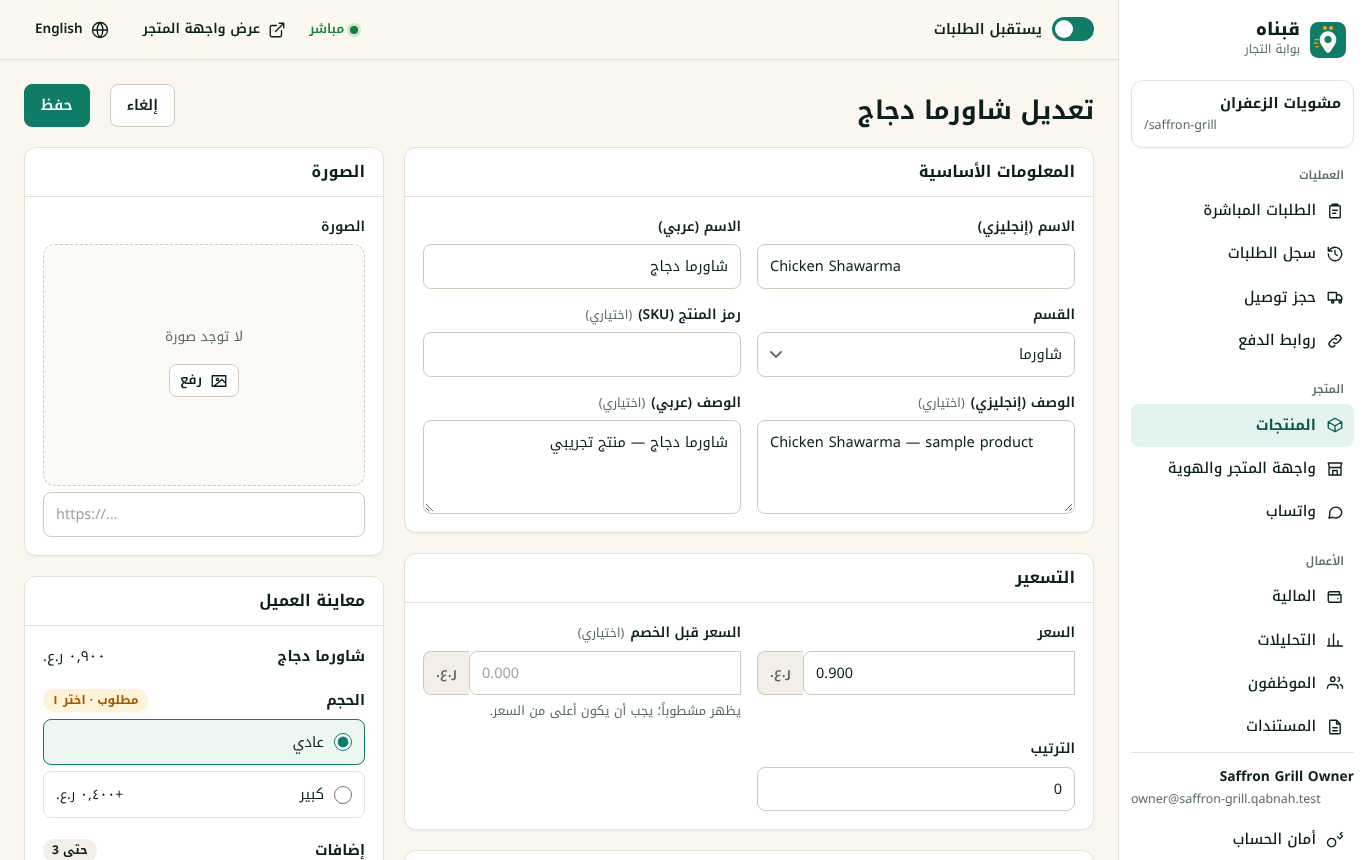 قبناه
بوابة التجار
مشويات الزعفران
/saffron-grill
العمليات
الطلبات المباشرة
سجل الطلبات
حجز توصيل
روابط الدفع
المتجر
المنتجات
واجهة المتجر والهوية
واتساب
الأعمال
المالية
التحليلات
الموظفون
المستندات
Saffron Grill Owner
owner@saffron-grill.qabnah.test
أمان الحساب
يستقبل الطلبات
مباشر
عرض واجهة المتجر
English
تعديل شاورما دجاج
إلغاء
حفظ
المعلومات الأساسية
الاسم (إنجليزي)
Chicken Shawarma
الاسم (عربي)
شاورما دجاج
القسم
شاورما
رمز المنتج (SKU) (اختياري)
الوصف (إنجليزي) (اختياري)
Chicken Shawarma — sample product
الوصف (عربي) (اختياري)
شاورما دجاج — منتج تجريبي
التسعير
السعر
0.900
ر.ع.
السعر قبل الخصم (اختياري)
0.000
ر.ع.
يظهر مشطوباً؛ يجب أن يكون أعلى من السعر.
الترتيب
0
الصورة
الصورة
لا توجد صورة
رفع
https://...
معاينة العميل
شاورما دجاج
٠,٩٠٠ ر.ع.
الحجم
مطلوب · اختر ١
عادي
كبير
+٠,٤٠٠ ر.ع.
إضافات
حتى 3